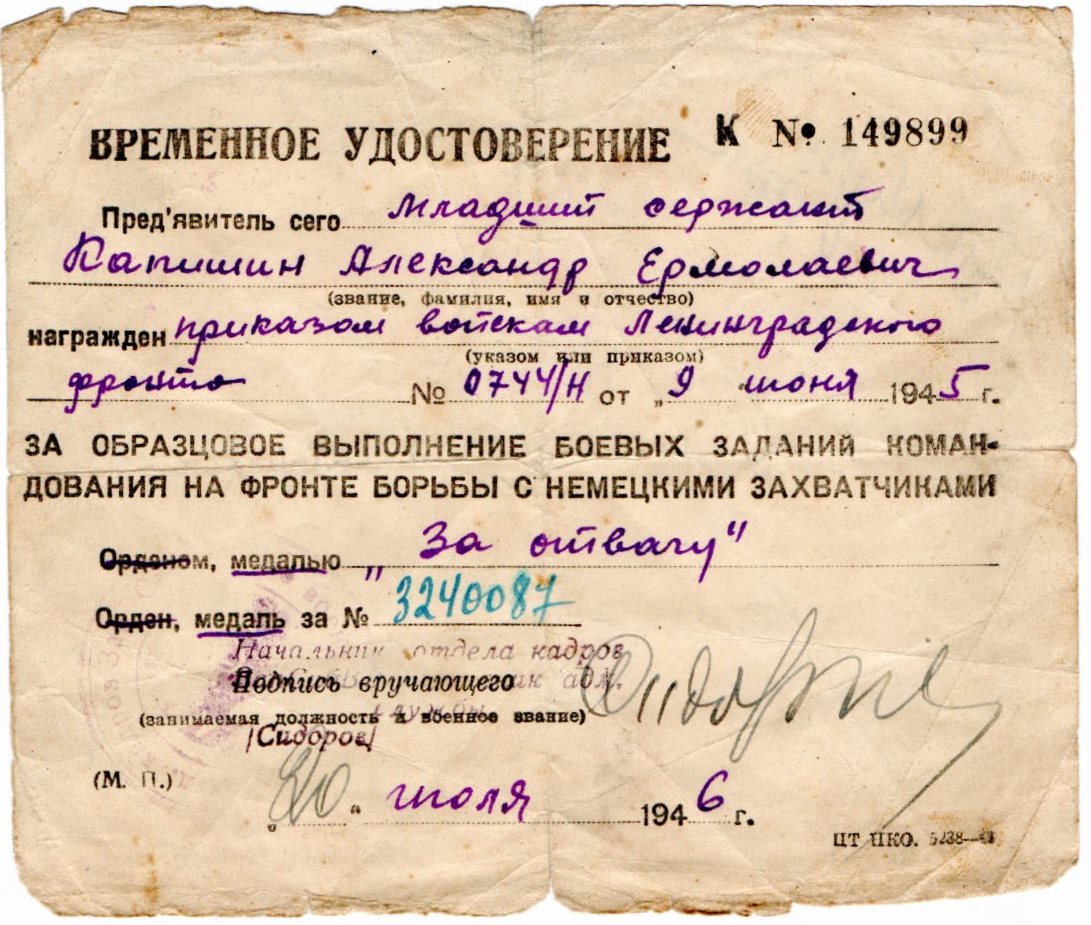 ВРЕМЕННОЕ УДОСТОВЕРЕНИЕ К № 149899
Пред'явитель сего младший сержант
Капишин Александр Ермолаевич
(звание, фамилия, имя и отчество)
награжден приказом войскам Ленинградского
(указом или приказом)
фронта № 0744/н от „9 июня 1945 г.
ЗА ОБРАЗЦОВОЕ ВЫПОЛНЕНИЕ БОЕВЫХ ЗАДАНИЙ КОМАН-
ДОВАНИЯ НА ФРОНТЕ БОРЬБЫ С НЕМЕЦКИМИ ЗАХВАТЧИКАМИ
Орденом, медалью „За отвагу"
Орден, медаль за № 3240087
Начальник отдела кадров
Подпись вручающего
адм.
службы
(занимаемая должность и военное звание)
/Сидоров/
(М. П.)
„20" июля 1946 г.
ЦТ НКО. 5238